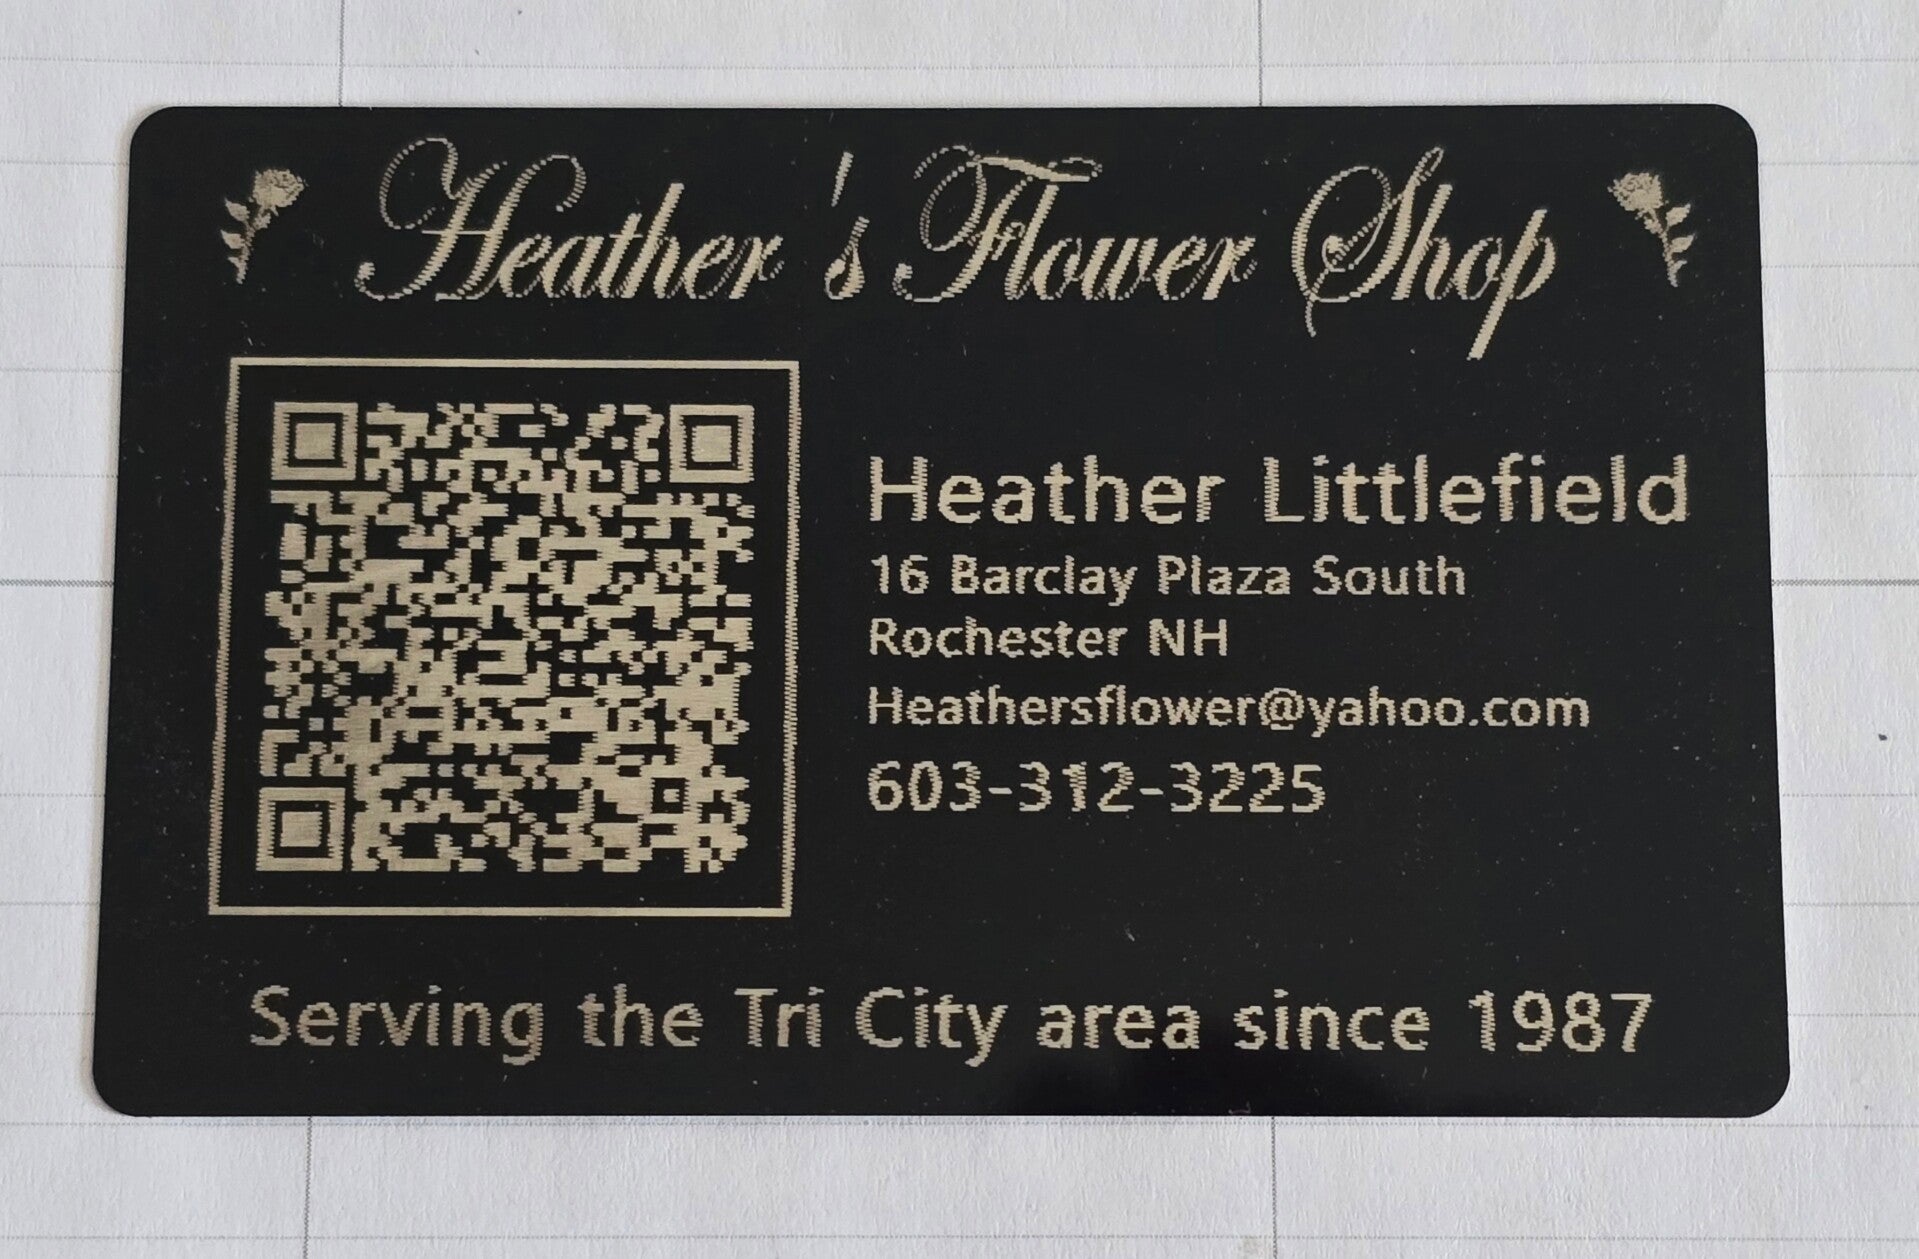 Heather 's Flower Shop
Heather Littlefield
16 Barclay Plaza South
Rochester NH
Heathersflower@yahoo.com
603-312-3225
Serving the Tri City area since 1987